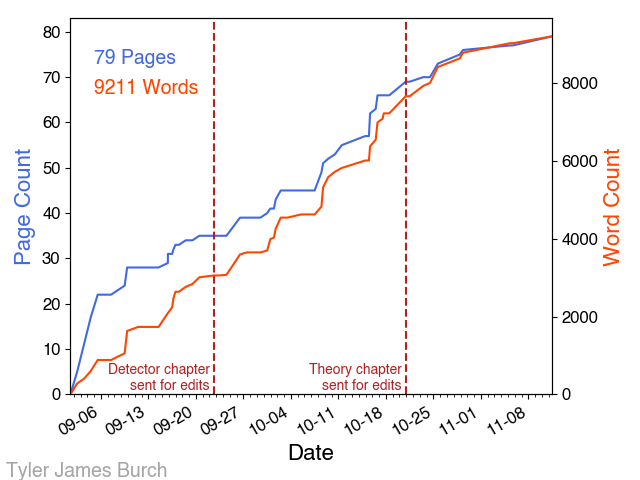 79 Pages
9211 Words
Page Count
80
70
60
50
40
30
20
10
0
Word Count
8000
6000
4000
2000
0
Detector chapter
sent for edits
Theory chapter
sent for edits
09-06
09-13
09-20
09-27
10-04
10-11
10-18
10-25
11-01
11-08
Date
Tyler James Burch